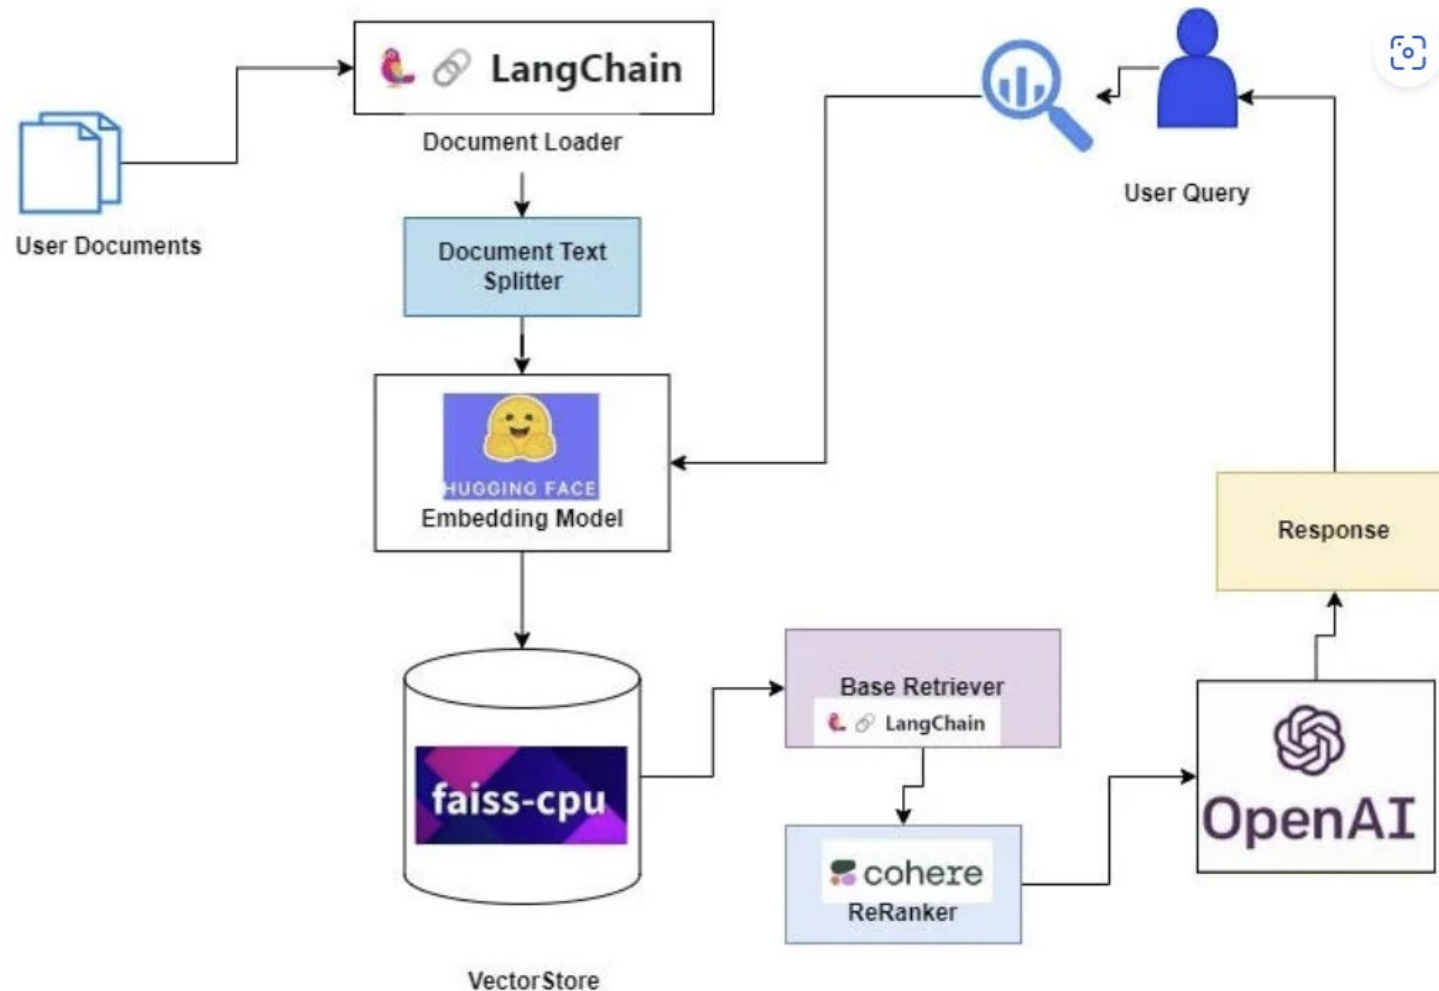 LangChain
Document Loader
User Documents
Document Text
Splitter
HUGGING FACE
Embedding Model
faiss-cpu
VectorStore
User Query
Base Retriever
LangChain
cohere
ReRanker
OpenAI
Response